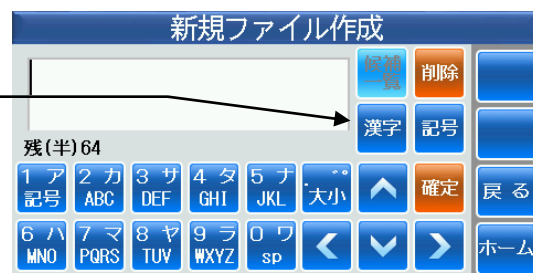 新規ファイル作成
候補
一覧
削除
漢字
記号
残(半)64
1 ア
記号
2 カ
ABC
3 サ
DEF
4 タ
GHI
5 ナ
JKL
゛゜
大小
確定
戻る
6 ハ
MNO
7 マ
PQRS
8 ヤ
TUV
9 ラ
WXYZ
0 ワ
sp
ホーム